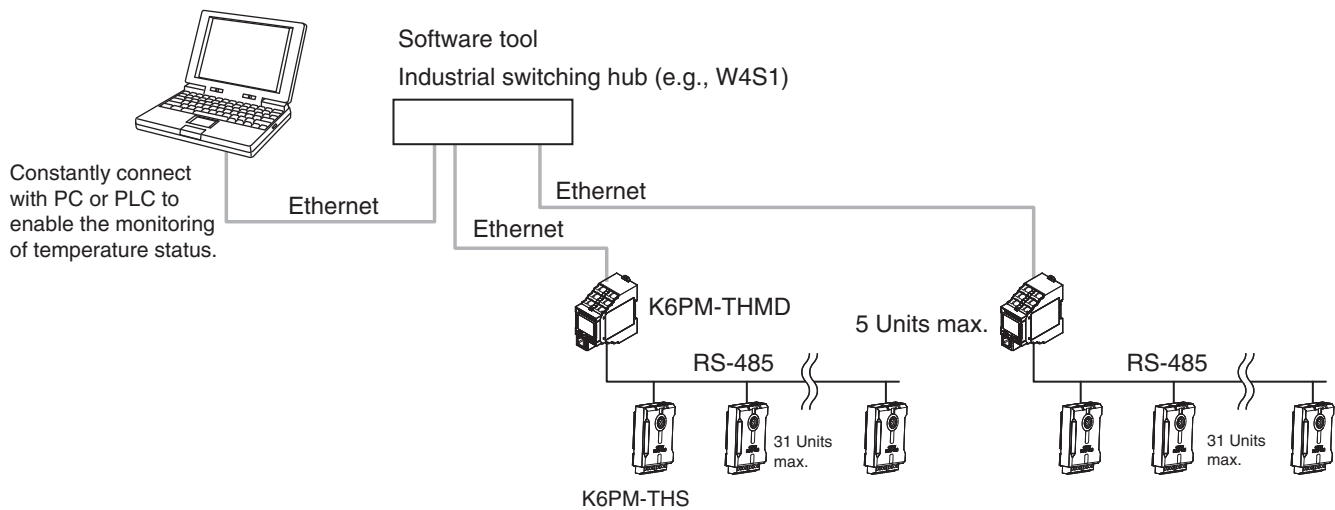 Software tool
Industrial switching hub (e.g., W4S1)
Constantly connect
with PC or PLC to
enable the monitoring
of temperature status.
Ethernet
Ethernet
Ethernet
K6PM-THMD
5 Units max.
RS-485
RS-485
31 Units
max.
31 Units
max.
K6PM-THS